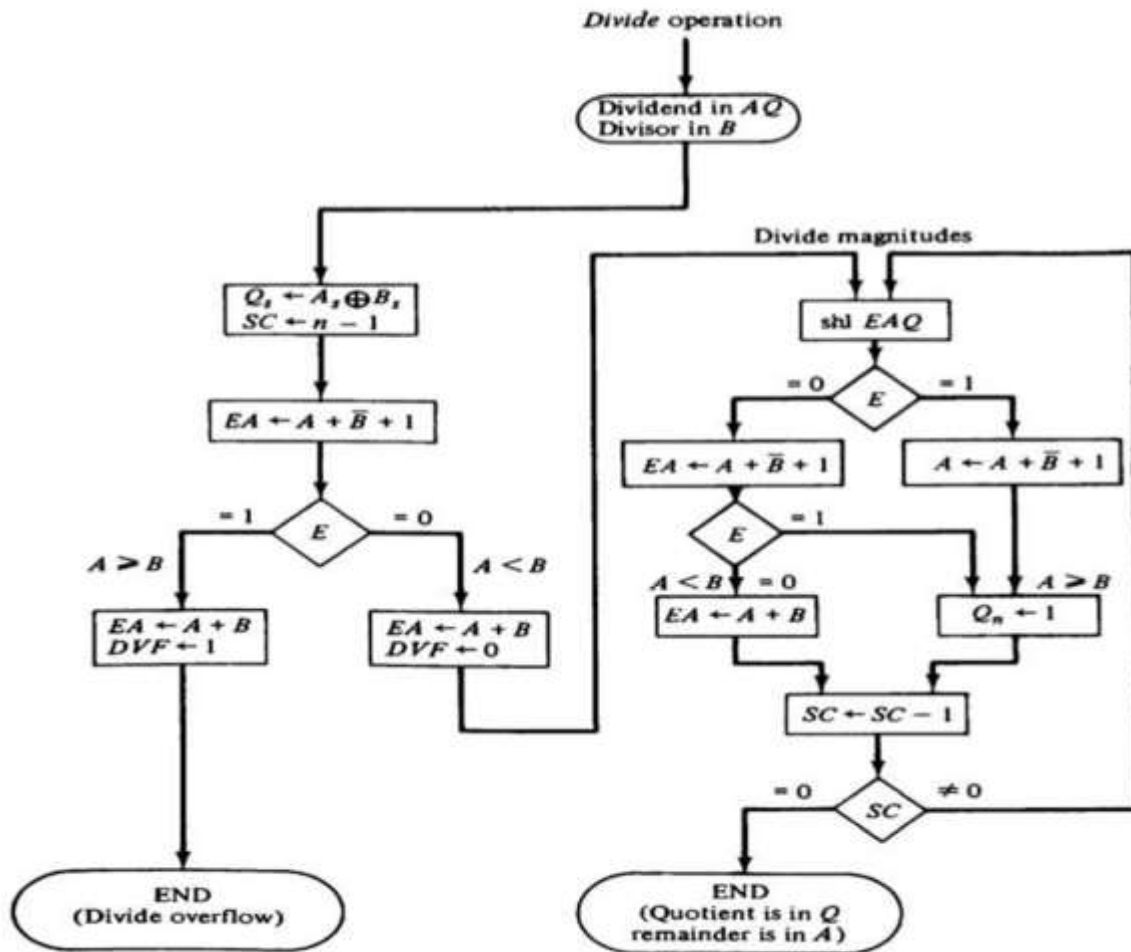 Divide operation
Dividend in AQ
Divisor in B
Qs ← As ⊕ Bs
SC ← n − 1
EA ← A + B̅ + 1
E
= 1
= 0
A ⩾ B
A < B
EA ← A + B
DVF ← 1
EA ← A + B
DVF ← 0
END
(Divide overflow)
Divide magnitudes
shl EAQ
= 0
= 1
E
EA ← A + B̅ + 1
A ← A + B̅ + 1
E
= 1
A < B
= 0
A ⩾ B
EA ← A + B
Qn ← 1
SC ← SC − 1
= 0
≠ 0
SC
END
(Quotient is in Q
remainder is in A)